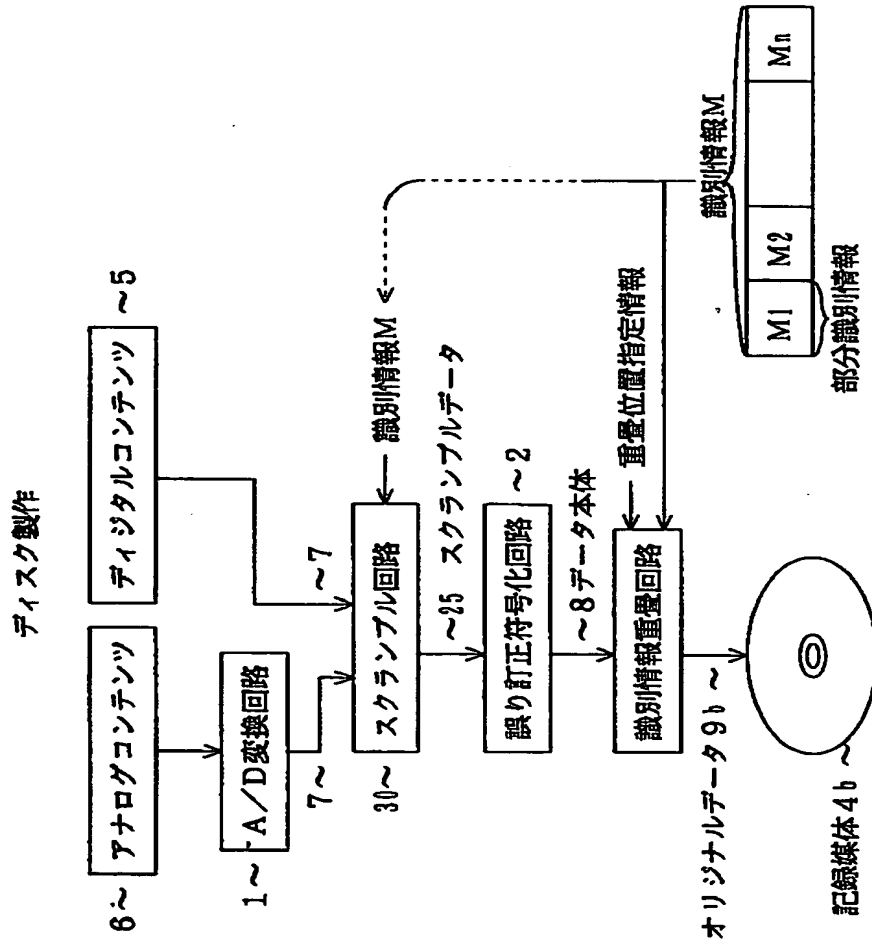 ディスク製作
6~ アナログコンテンツ
ディジタルコンテンツ ~5
1~ A/D変換回路
7~
~7
30~ スクランブル回路
識別情報M
~25 スクランブルデータ
誤り訂正符号化回路 ~2
~8データ本体
識別情報重畳回路
重畳位置指定情報
オリジナルデータ9b~
記録媒体4b~
識別情報M
M1 M2 Mn
部分識別情報